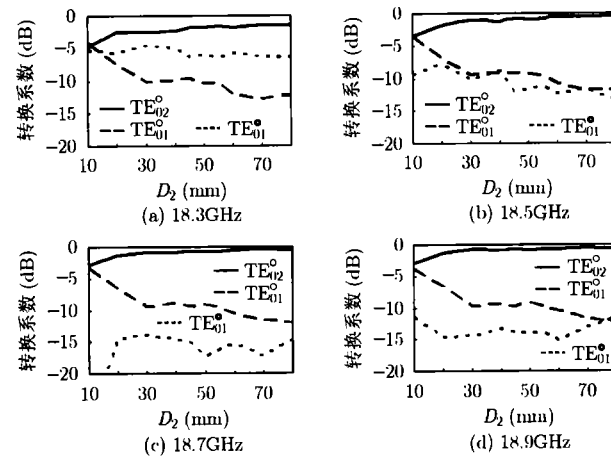 转换系数 (dB)
0
−5
−10
−15
−20
TE°₀₂
TE°₀₁
TE⊙₀₁
10 30 50 70
D₂ (mm)
(a) 18.3GHz
转换系数 (dB)
0
−5
−10
−15
−20
TE°₀₂
TE°₀₁
TE⊙₀₁
10 30 50 70
D₂ (mm)
(b) 18.5GHz
转换系数 (dB)
0
−5
−10
−15
−20
TE°₀₂
TE°₀₁
TE⊙₀₁
10 30 50 70
D₂ (mm)
(c) 18.7GHz
转换系数 (dB)
0
−5
−10
−15
−20
TE°₀₂
TE°₀₁
TE⊙₀₁
10 30 50 70
D₂ (mm)
(d) 18.9GHz